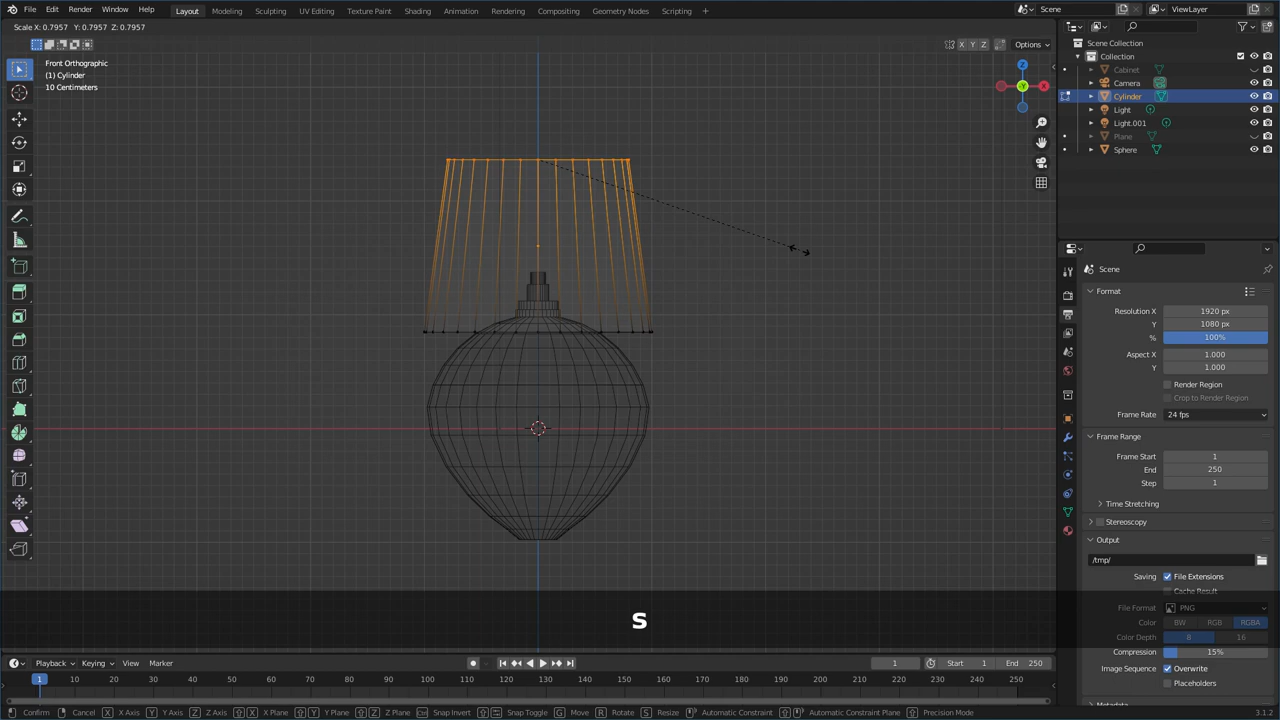 File Edit Render Window Help Layout Modeling Sculpting UV Editing Texture Paint Shading Animation Rendering Compositing Geometry Nodes Scripting + Scene ViewLayer
Scale X: 0.7957 Y: 0.7957 Z: 0.7957
X Y Z Options
Front Orthographic
(1) Cylinder
10 Centimeters
Z
X
Y
Scene Collection
Collection
Cabinet
Camera
Cylinder
Light
Light.001
Plane
Sphere
Scene
Format
Resolution X 1920 px
Y 1080 px
% 100%
Aspect X 1.000
Y 1.000
Render Region
Crop to Render Region
Frame Rate 24 fps
Frame Range
Frame Start 1
End 250
Step 1
Time Stretching
Stereoscopy
Output
/tmp/
Saving File Extensions
Cache Result
File Format PNG
Color BW RGB RGBA
Color Depth 8 16
Compression 15%
Image Sequence Overwrite
Placeholders
Metadata
s
Playback Keying View Marker 1 Start 1 End 250
1 10 20 30 40 50 60 70 80 90 100 110 120 130 140 150 160 170 180 190 200 210 220 230 240 250
Confirm Cancel X X Axis Y Y Axis Z Z Axis X X Plane Y Y Plane Z Z Plane Snap Invert Snap Toggle G Move R Rotate S Resize Automatic Constraint Automatic Constraint Plane Precision Mode 3.1.2